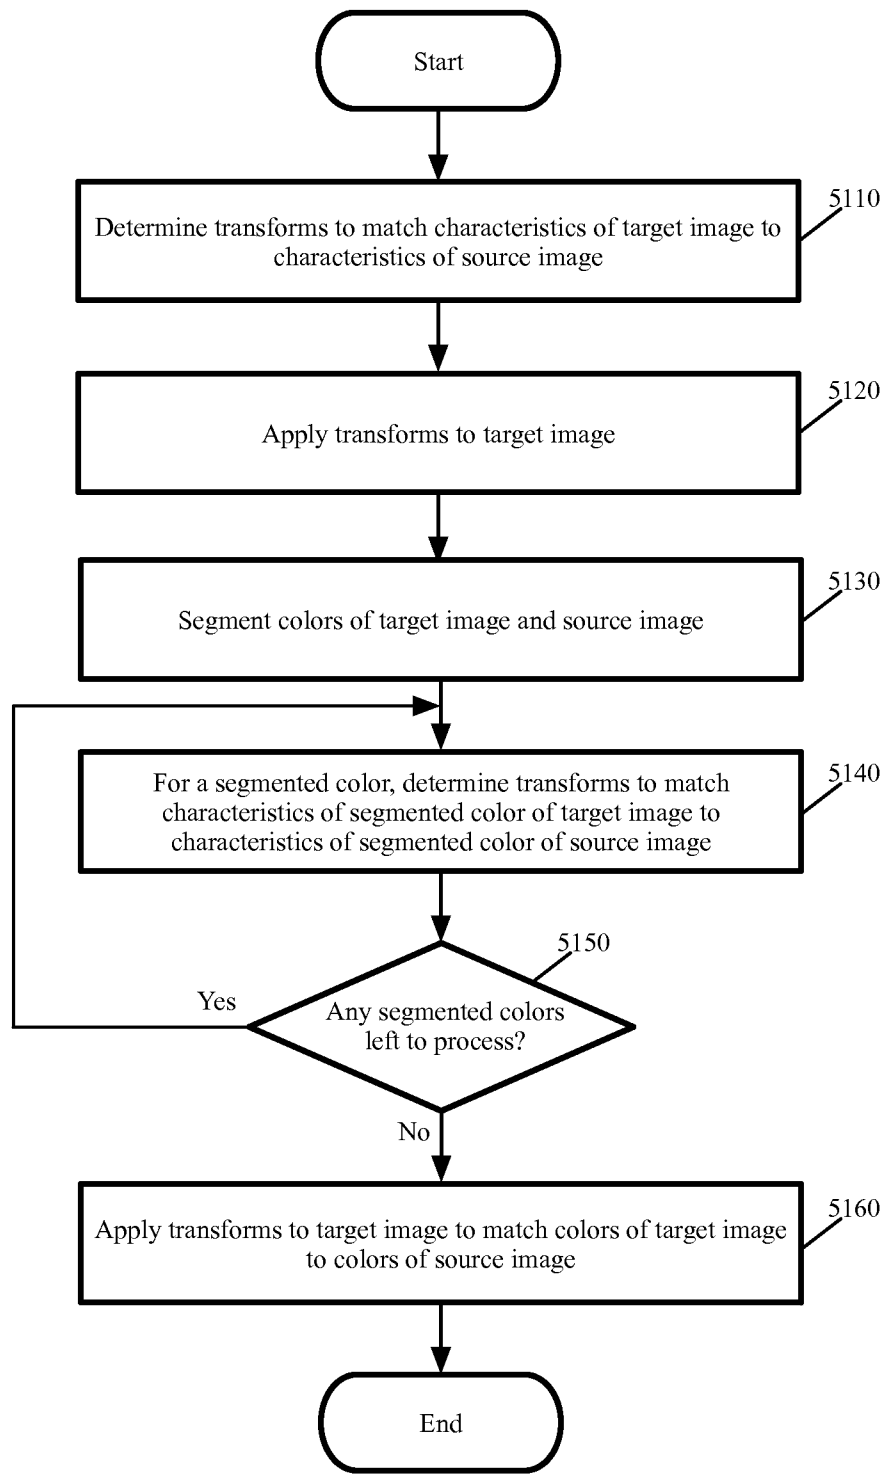 Start
5110
Determine transforms to match characteristics of target image to
characteristics of source image
5120
Apply transforms to target image
5130
Segment colors of target image and source image
5140
For a segmented color, determine transforms to match
characteristics of segmented color of target image to
characteristics of segmented color of source image
5150
Yes
Any segmented colors
left to process?
No
5160
Apply transforms to target image to match colors of target image
to colors of source image
End